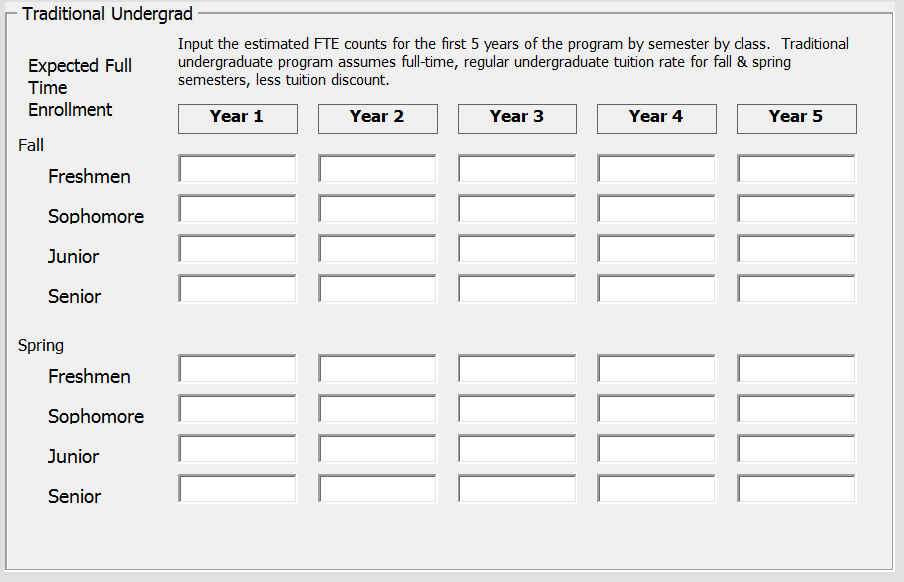 Traditional Undergrad
Input the estimated FTE counts for the first 5 years of the program by semester by class.  Traditional
undergraduate program assumes full-time, regular undergraduate tuition rate for fall & spring
semesters, less tuition discount.
Expected Full
Time
Enrollment
Year 1 Year 2 Year 3 Year 4 Year 5
Fall
Freshmen
Sophomore
Junior
Senior
Spring
Freshmen
Sophomore
Junior
Senior